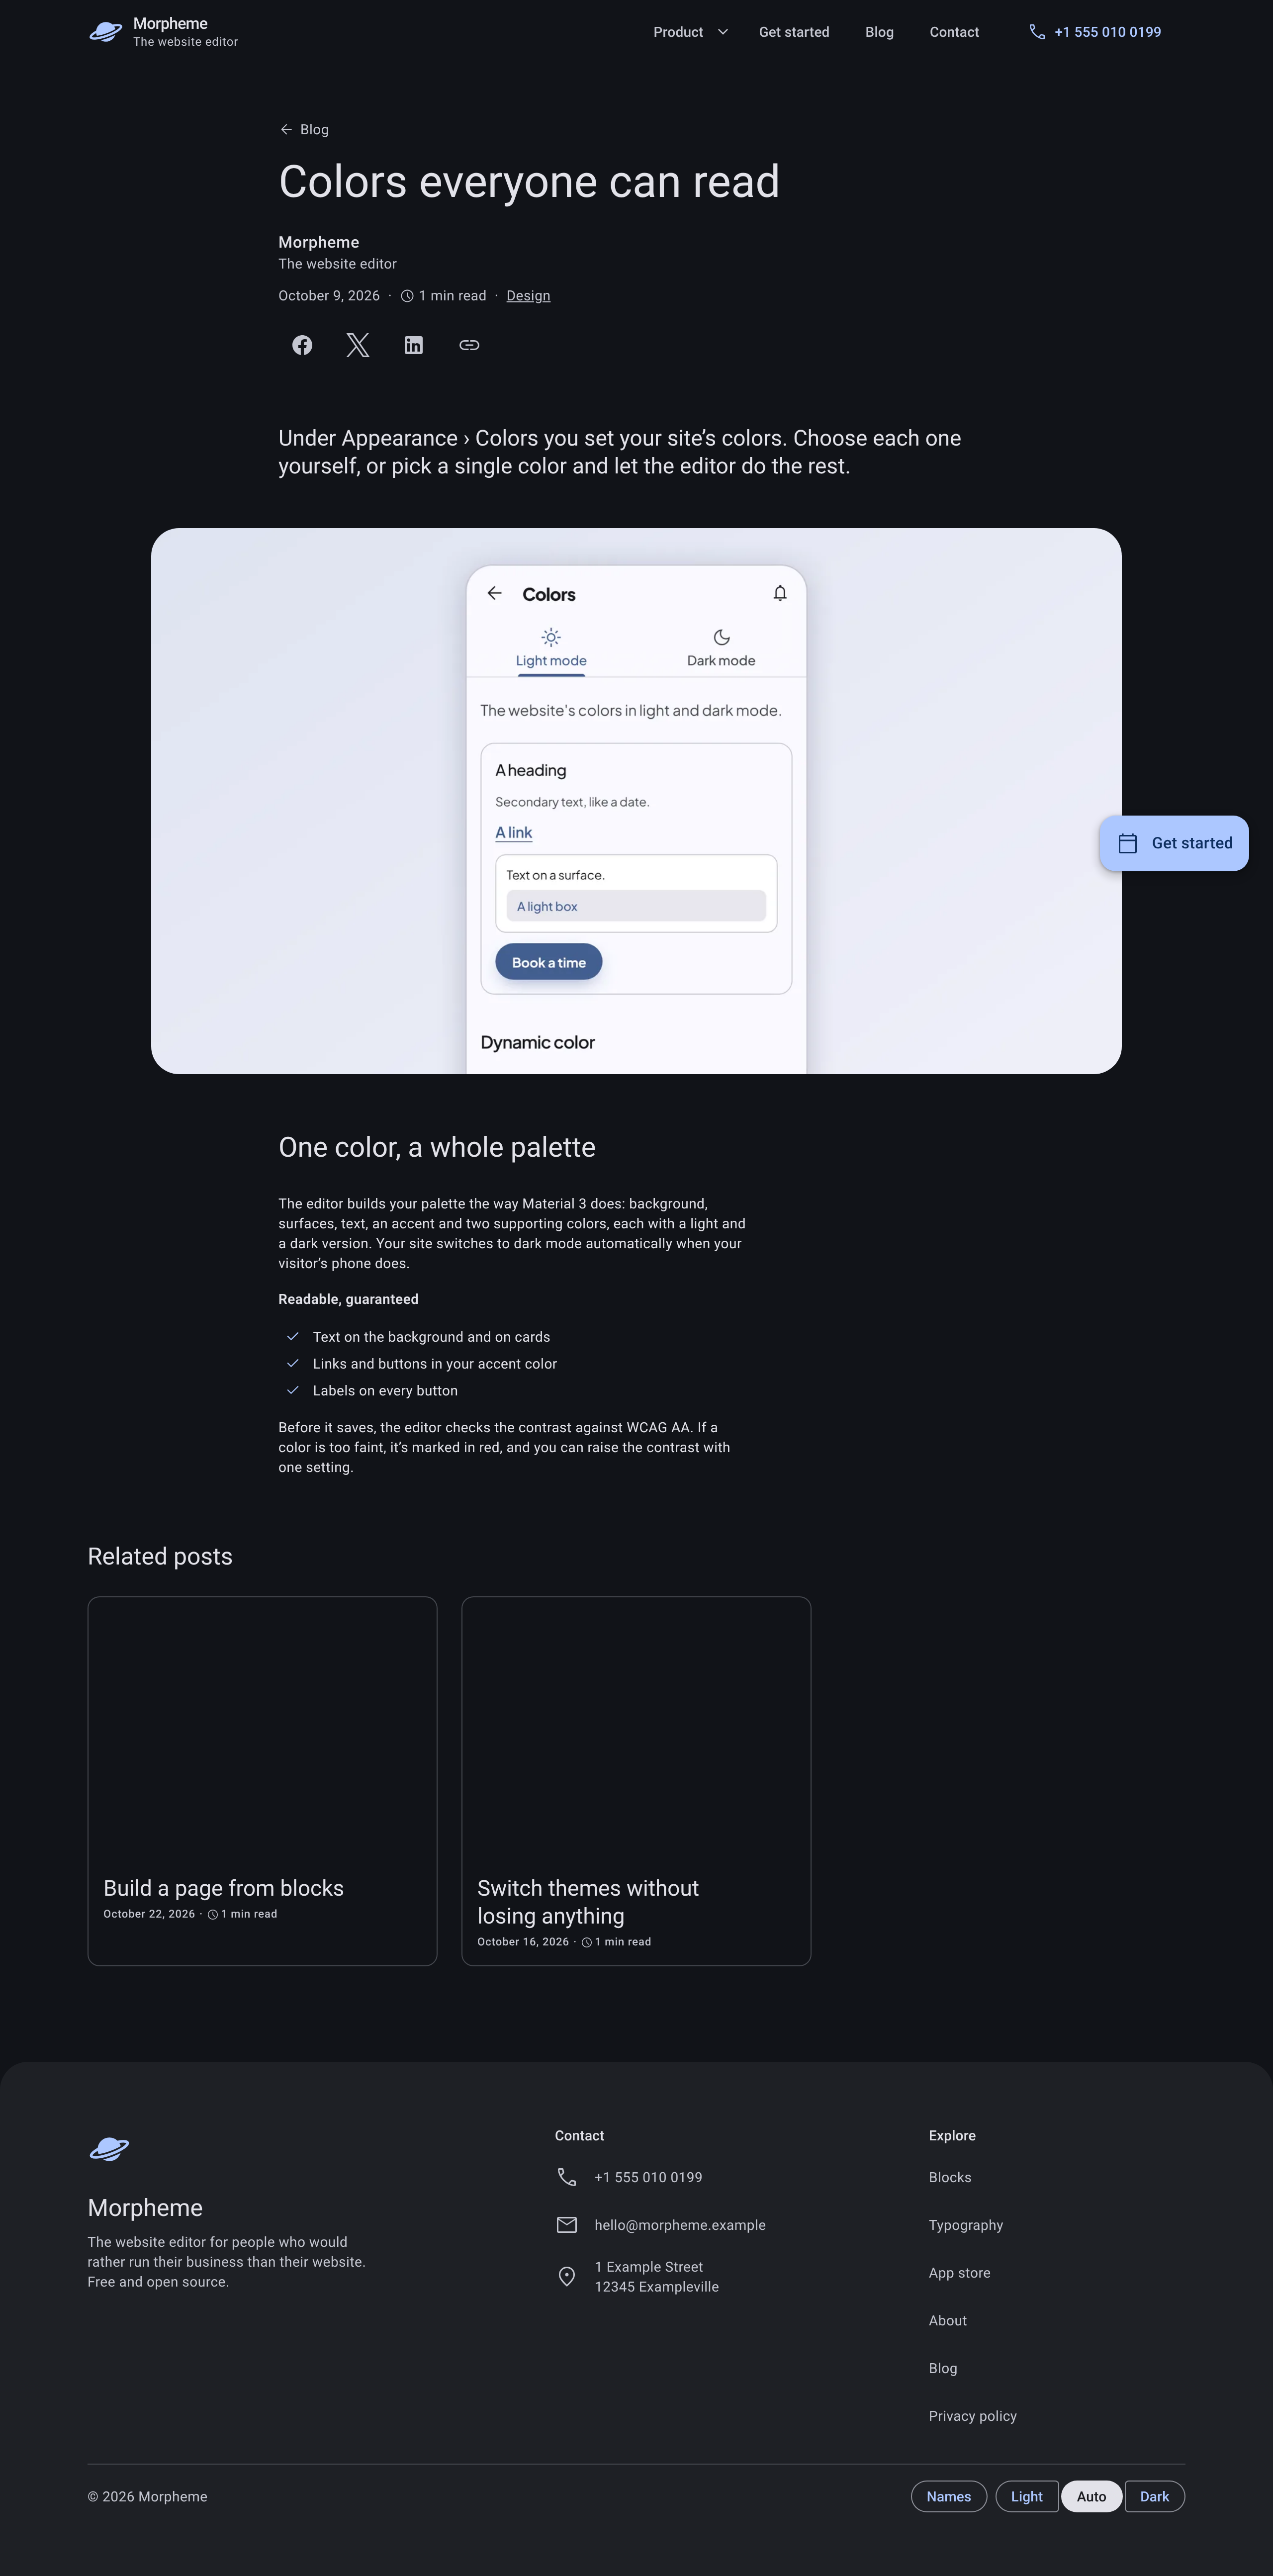 Morpheme
The website editor
Product
Get started
Blog
Contact
+1 555 010 0199
Blog
Colors everyone can read
Morpheme
The website editor
October 9, 2026 · 1 min read · Design
Under Appearance › Colors you set your site’s colors. Choose each one
yourself, or pick a single color and let the editor do the rest.
Colors
Light mode
Dark mode
The website's colors in light and dark mode.
A heading
Secondary text, like a date.
A link
Text on a surface.
A light box
Book a time
Dynamic color
Get started
One color, a whole palette
The editor builds your palette the way Material 3 does: background,
surfaces, text, an accent and two supporting colors, each with a light and
a dark version. Your site switches to dark mode automatically when your
visitor’s phone does.
Readable, guaranteed
Text on the background and on cards
Links and buttons in your accent color
Labels on every button
Before it saves, the editor checks the contrast against WCAG AA. If a
color is too faint, it’s marked in red, and you can raise the contrast with
one setting.
Related posts
Build a page from blocks
October 22, 2026 · 1 min read
Switch themes without
losing anything
October 16, 2026 · 1 min read
Morpheme
The website editor for people who would
rather run their business than their website.
Free and open source.
Contact
+1 555 010 0199
hello@morpheme.example
1 Example Street
12345 Exampleville
Explore
Blocks
Typography
App store
About
Blog
Privacy policy
© 2026 Morpheme
Names
Light
Auto
Dark